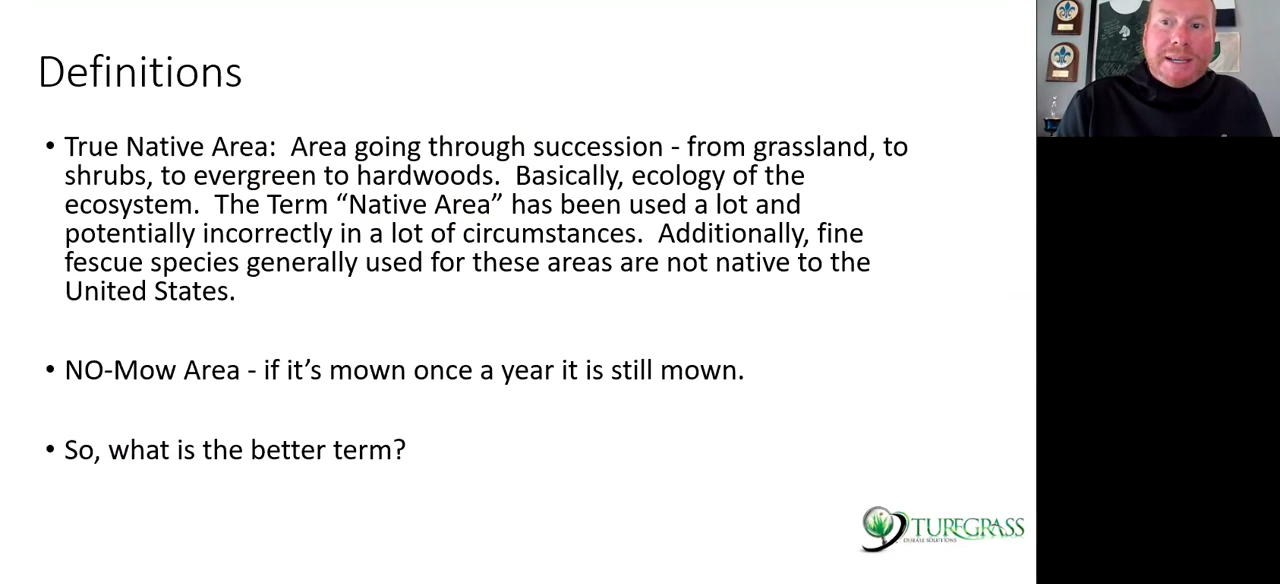 Definitions
• True Native Area:  Area going through succession - from grassland, to
shrubs, to evergreen to hardwoods.  Basically, ecology of the
ecosystem.  The Term “Native Area” has been used a lot and
potentially incorrectly in a lot of circumstances.  Additionally, fine
fescue species generally used for these areas are not native to the
United States.
• NO-Mow Area - if it’s mown once a year it is still mown.
• So, what is the better term?
TURFGRASS
DISEASE SOLUTIONS